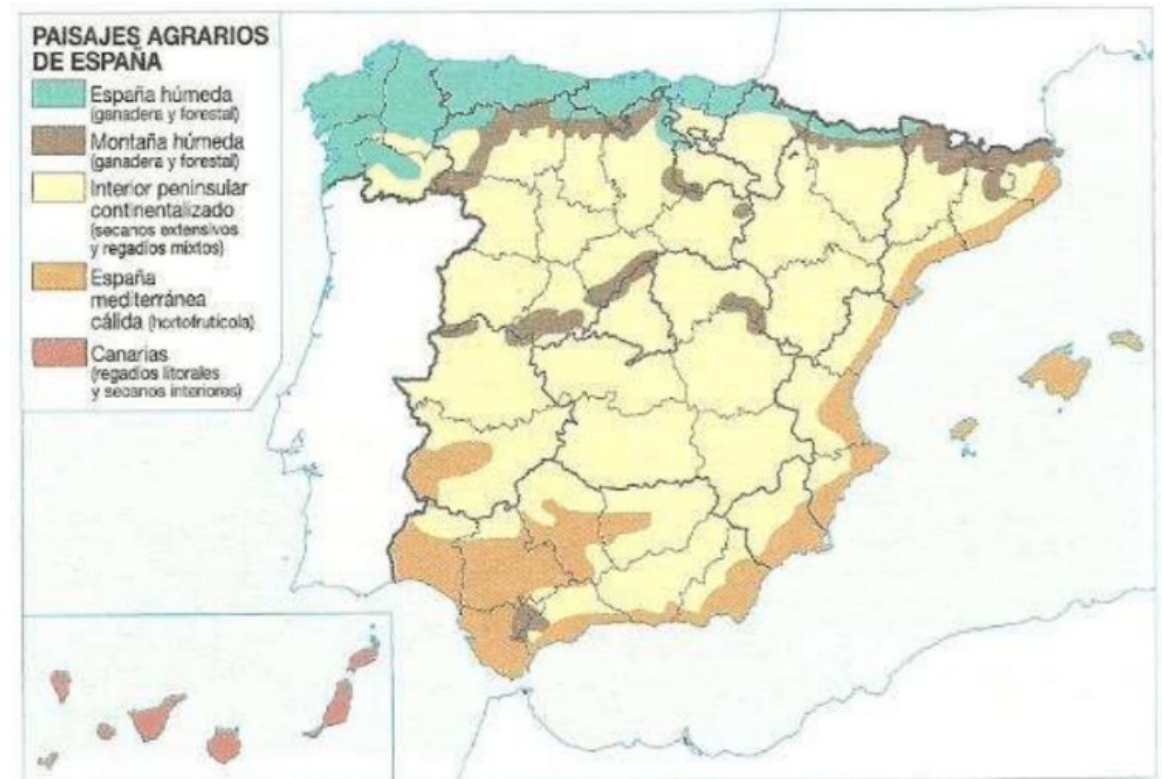 PAISAJES AGRARIOS
DE ESPAÑA
España húmeda
(ganadera y forestal)
Montaña húmeda
(ganadera y forestal)
Interior peninsular
continentalizado
(secanos extensivos
y regadíos mixtos)
España
mediterránea
cálida (hortofrutícola)
Canarias
(regadíos litorales
y secanos interiores)